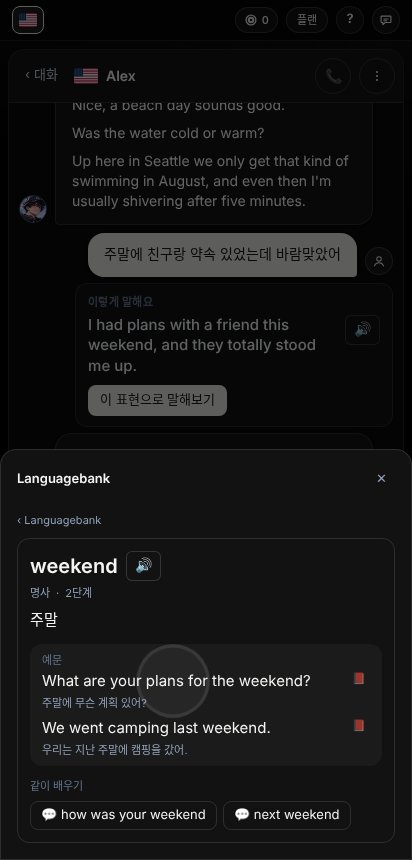 0
플랜
?
‹ 대화
Alex
Nice, a beach day sounds good.
Was the water cold or warm?
Up here in Seattle we only get that kind of
swimming in August, and even then I'm
usually shivering after five minutes.
주말에 친구랑 약속 있었는데 바람맞았어
이렇게 말해요
I had plans with a friend this
weekend, and they totally stood
me up.
이 표현으로 말해보기
Languagebank
×
‹ Languagebank
weekend
명사 · 2단계
주말
예문
What are your plans for the weekend?
주말에 무슨 계획 있어?
We went camping last weekend.
우리는 지난 주말에 캠핑을 갔어.
같이 배우기
how was your weekend
next weekend